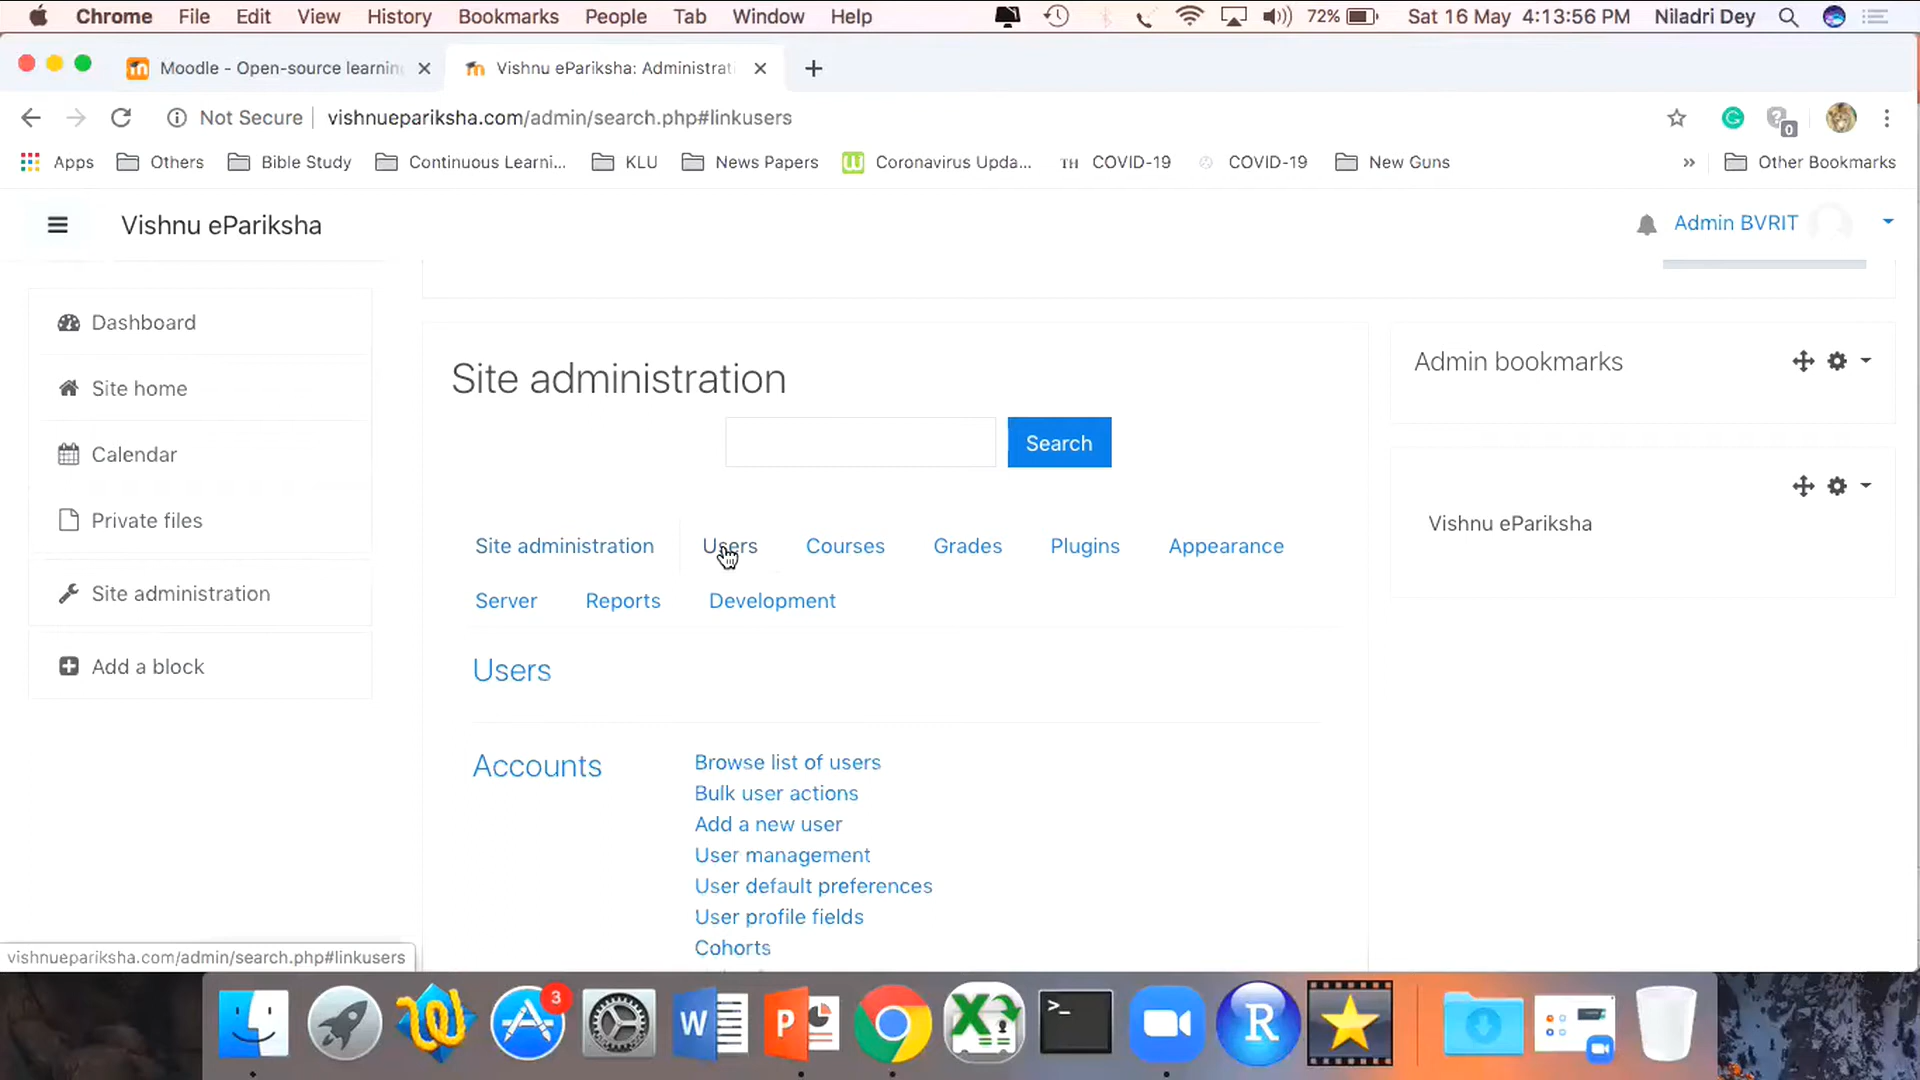 Chrome File Edit View History Bookmarks People Tab Window Help 72% Sat 16 May 4:13:56 PM Niladri Dey
Moodle - Open-source learning Vishnu ePariksha: Administrati
Not Secure vishnuepariksha.com/admin/search.php#linkusers
0
Apps Others Bible Study Continuous Learni... KLU News Papers Coronavirus Upda... TH COVID-19 COVID-19 New Guns » Other Bookmarks
Vishnu ePariksha Admin BVRIT
Dashboard
Site home
Calendar
Private files
Site administration
Add a block
Site administration
Search
Site administration Users Courses Grades Plugins Appearance
Server Reports Development
Users
Accounts
Browse list of users
Bulk user actions
Add a new user
User management
User default preferences
User profile fields
Cohorts
Admin bookmarks
Vishnu ePariksha
vishnuepariksha.com/admin/search.php#linkusers
3
W
P
X
>_
R